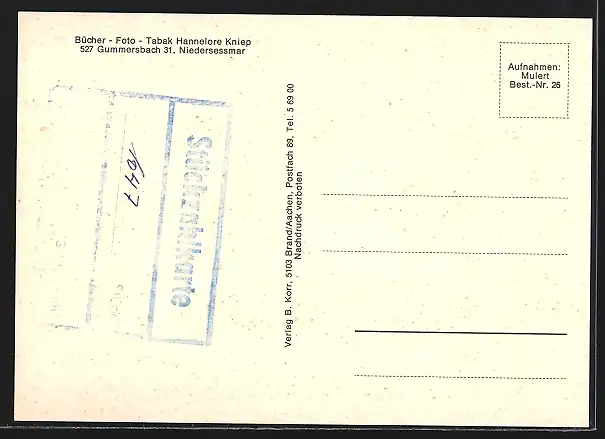 Bücher - Foto - Tabak Hannelore Kniep
527 Gummersbach 31, Niedersessmar
Stückzahlkarte
Verlag B. Korr, 5103 Brand/Aachen, Postfach 89, Tel. 5 69 00
Nachdruck verboten
Aufnahmen:
Mulert
Best.-Nr. 26